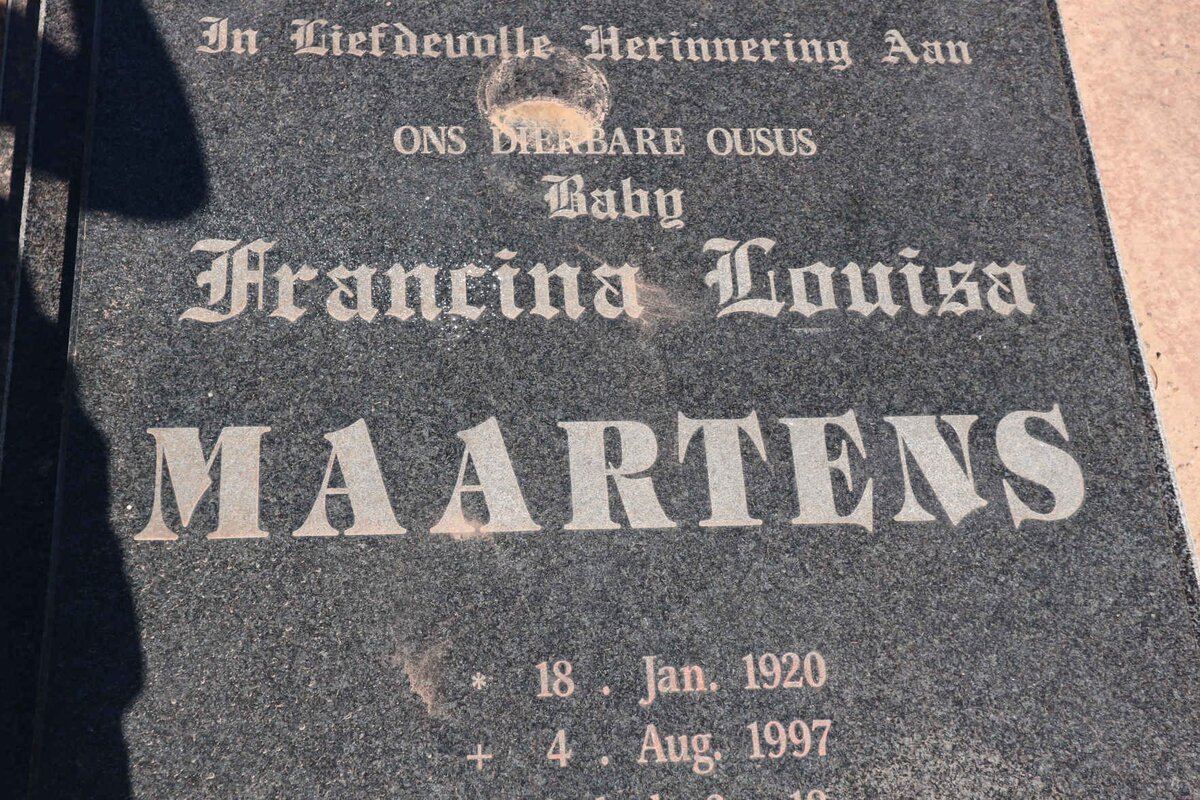 In Liefdevolle Herinnering Aan
ONS DIERBARE OUSUS
Baby
Francina Louisa
MAARTENS
* 18 . Jan. 1920
+ 4 . Aug. 1997